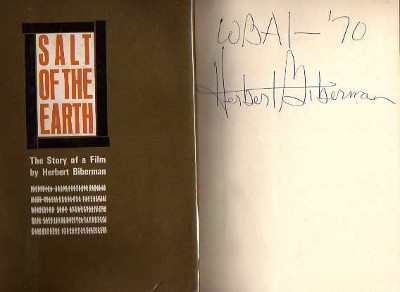 SALT
OF THE
EARTH
The Story of a Film
by Herbert Biberman
WBAI - '70
Herbert Biberman